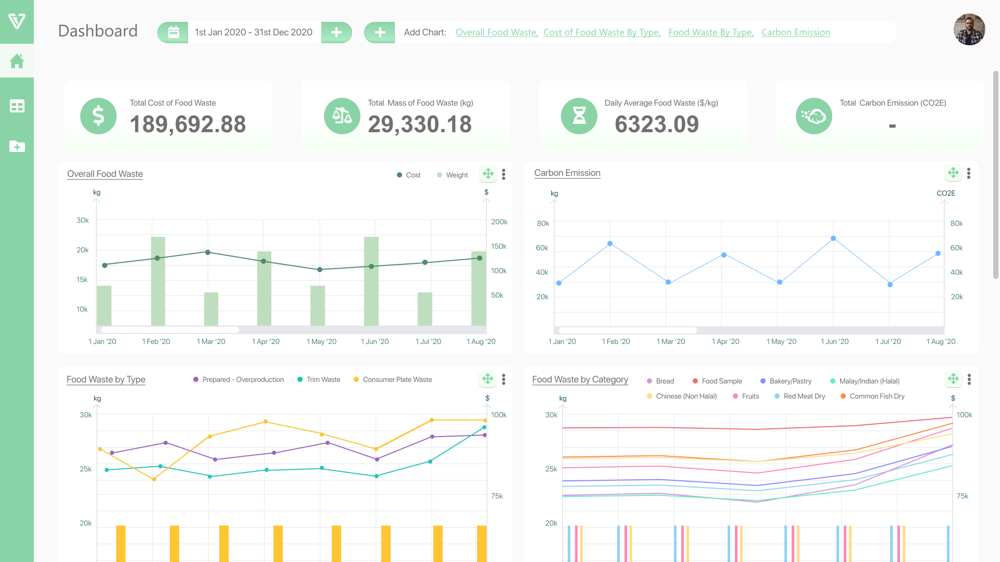 Dashboard
1st Jan 2020 - 31st Dec 2020
Add Chart: Overall Food Waste, Cost of Food Waste By Type, Food Waste By Type, Carbon Emission
Total Cost of Food Waste
189,692.88
Total Mass of Food Waste (kg)
29,330.18
Daily Average Food Waste ($/kg)
6323.09
Total Carbon Emission (CO2E)
-
Overall Food Waste
Cost
Weight
kg
$
30k
20k
15k
10k
200k
150k
100k
50k
1 Jan ’20 1 Feb ’20 1 Mar ’20 1 Apr ’20 1 May ’20 1 Jun ’20 1 Jul ’20 1 Aug ’20
Carbon Emission
kg
CO2E
80k
60k
40k
20k
80k
60k
40k
20k
1 Jan ’20 1 Feb ’20 1 Mar ’20 1 Apr ’20 1 May ’20 1 Jun ’20 1 Jul ’20 1 Aug ’20
Food Waste by Type
Prepared - Overproduction
Trim Waste
Consumer Plate Waste
kg
$
30k
25k
20k
100k
75k
Food Waste by Category
Bread
Food Sample
Bakery/Pastry
Malay/Indian (Halal)
Chinese (Non Halal)
Fruits
Red Meat Dry
Common Fish Dry
kg
$
30k
25k
20k
100k
75k